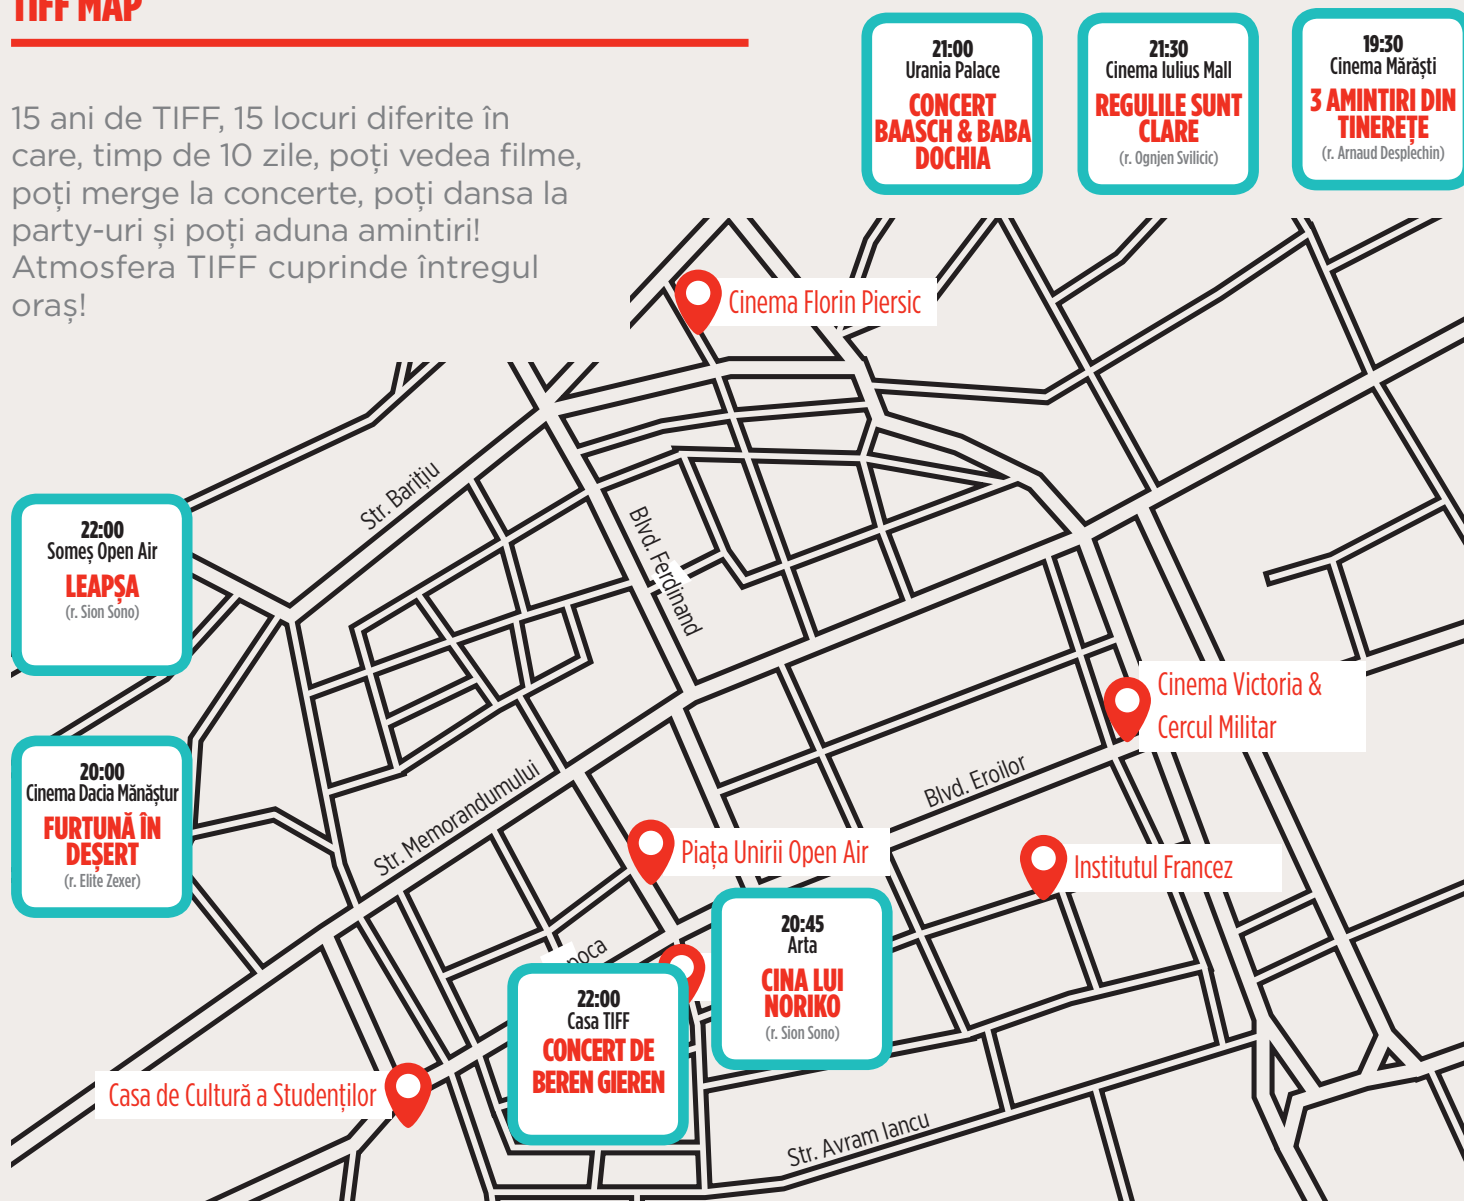 TIFF MAP
15 ani de TIFF, 15 locuri diferite în
care, timp de 10 zile, poți vedea filme,
poți merge la concerte, poți dansa la
party-uri și poți aduna amintiri!
Atmosfera TIFF cuprinde întregul
oraș!
21:00
Urania Palace
CONCERT
BAASCH & BABA
DOCHIA
21:30
Cinema Iulius Mall
REGULILE SUNT
CLARE
(r. Ognjen Svilicic)
19:30
Cinema Mărăști
3 AMINTIRI DIN
TINEREȚE
(r. Arnaud Desplechin)
Cinema Florin Piersic
Str. Barițiu
Blvd. Ferdinand
22:00
Someș Open Air
LEAPȘA
(r. Sion Sono)
Cinema Victoria &
Cercul Militar
20:00
Cinema Dacia Mănăștur
FURTUNĂ ÎN
DEȘERT
(r. Elite Zexer)
Str. Memorandumului
Blvd. Eroilor
Piața Unirii Open Air
Institutul Francez
20:45
Arta
CINA LUI
NORIKO
(r. Sion Sono)
poca
22:00
Casa TIFF
CONCERT DE
BEREN GIEREN
Casa de Cultură a Studenților
Str. Avram Iancu